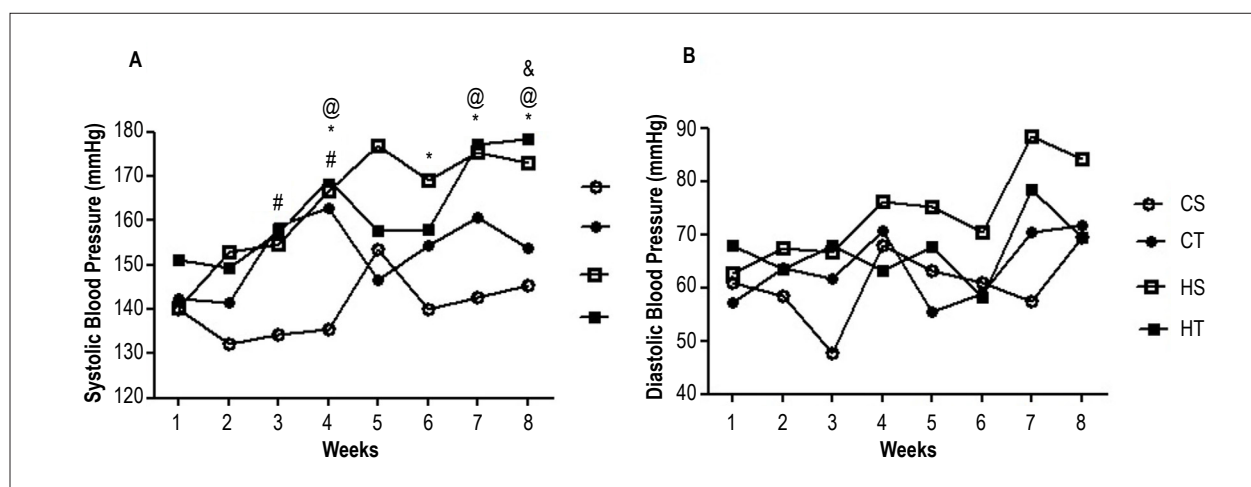 A
B
&
@ @ @
* * *
# *
#
Systolic Blood Pressure (mmHg)
180
170
160
150
140
130
120
1 2 3 4 5 6 7 8
Weeks
Diastolic Blood Pressure (mmHg)
90
80
70
60
50
40
1 2 3 4 5 6 7 8
Weeks
CS
CT
HS
HT